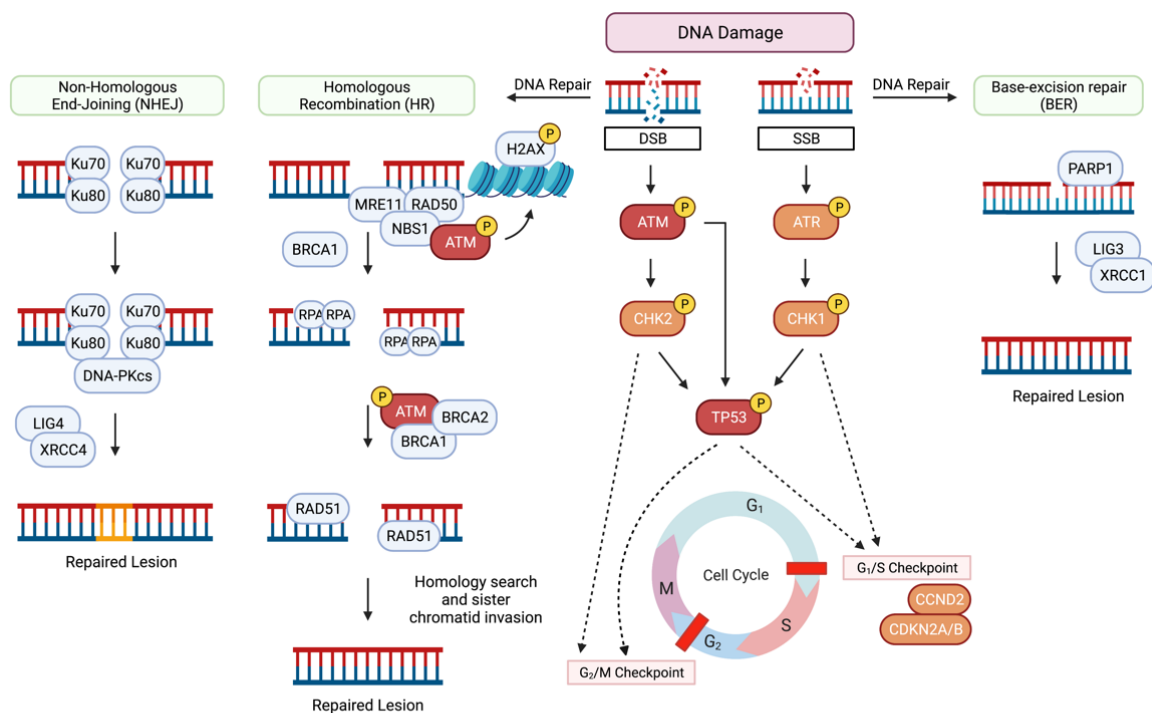 DNA Damage
Non-Homologous
End-Joining (NHEJ)
Homologous
Recombination (HR)
DNA Repair
DNA Repair
Base-excision repair
(BER)
DSB
SSB
Ku70
Ku70
Ku80
Ku80
H2AX
P
MRE11
RAD50
NBS1
ATM
P
BRCA1
ATM
P
ATR
P
PARP1
LIG3
XRCC1
Ku70
Ku70
Ku80
Ku80
DNA-PKcs
RPA
RPA
RPA
RPA
CHK2
P
CHK1
P
Repaired Lesion
LIG4
XRCC4
P
ATM
BRCA2
BRCA1
TP53
P
RAD51
RAD51
Repaired Lesion
Homology search
and sister
chromatid invasion
Repaired Lesion
Cell Cycle
G₁
S
G₂
M
G₁/S Checkpoint
CCND2
CDKN2A/B
G₂/M Checkpoint